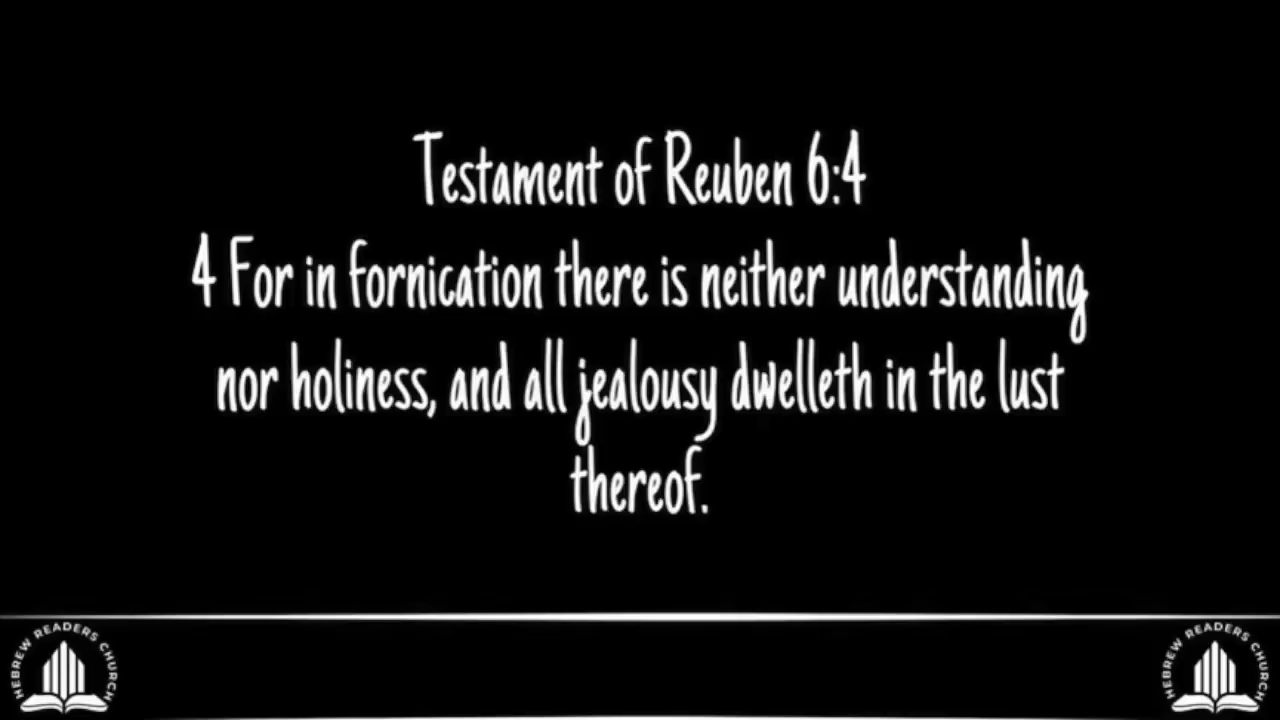 Testament of Reuben 6:4
4 For in fornication there is neither understanding
nor holiness, and all jealousy dwelleth in the lust
thereof.
HEBREW READERS CHURCH
HEBREW READERS CHURCH